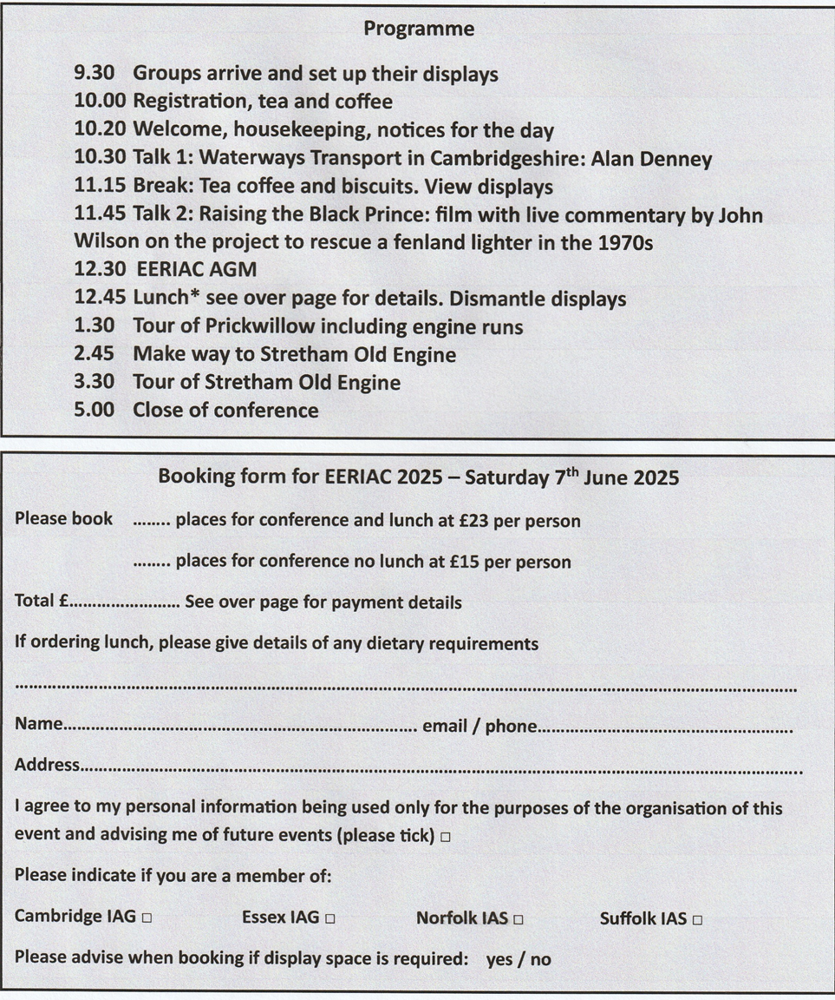 Programme
9.30 Groups arrive and set up their displays
10.00 Registration, tea and coffee
10.20 Welcome, housekeeping, notices for the day
10.30 Talk 1: Waterways Transport in Cambridgeshire: Alan Denney
11.15 Break: Tea coffee and biscuits. View displays
11.45 Talk 2: Raising the Black Prince: film with live commentary by John
Wilson on the project to rescue a fenland lighter in the 1970s
12.30 EERIAC AGM
12.45 Lunch* see over page for details. Dismantle displays
1.30 Tour of Prickwillow including engine runs
2.45 Make way to Stretham Old Engine
3.30 Tour of Stretham Old Engine
5.00 Close of conference
Booking form for EERIAC 2025 – Saturday 7th June 2025
Please book ........ places for conference and lunch at £23 per person
........ places for conference no lunch at £15 per person
Total £........................ See over page for payment details
If ordering lunch, please give details of any dietary requirements
................................................................................
Name........................................ email / phone........................................
Address................................................................................
I agree to my personal information being used only for the purposes of the organisation of this
event and advising me of future events (please tick) □
Please indicate if you are a member of:
Cambridge IAG □ Essex IAG □ Norfolk IAS □ Suffolk IAS □
Please advise when booking if display space is required: yes / no